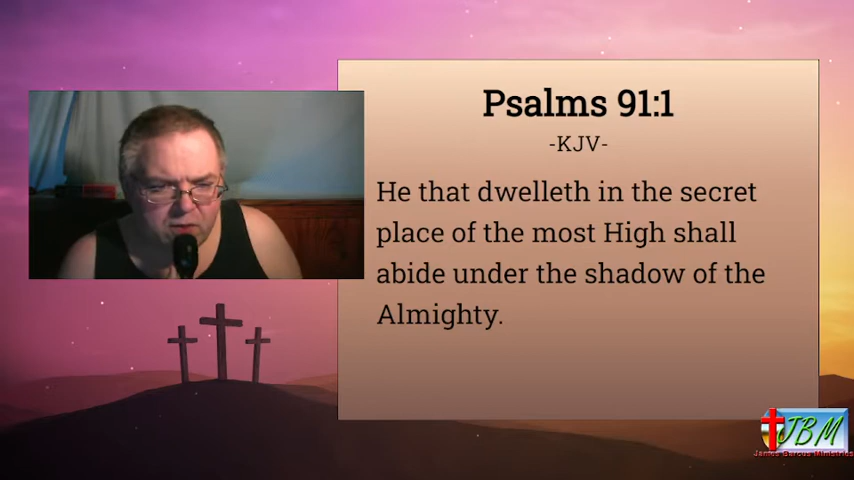 Psalms 91:1
-KJV-
He that dwelleth in the secret
place of the most High shall
abide under the shadow of the
Almighty.
JBM
Ministries